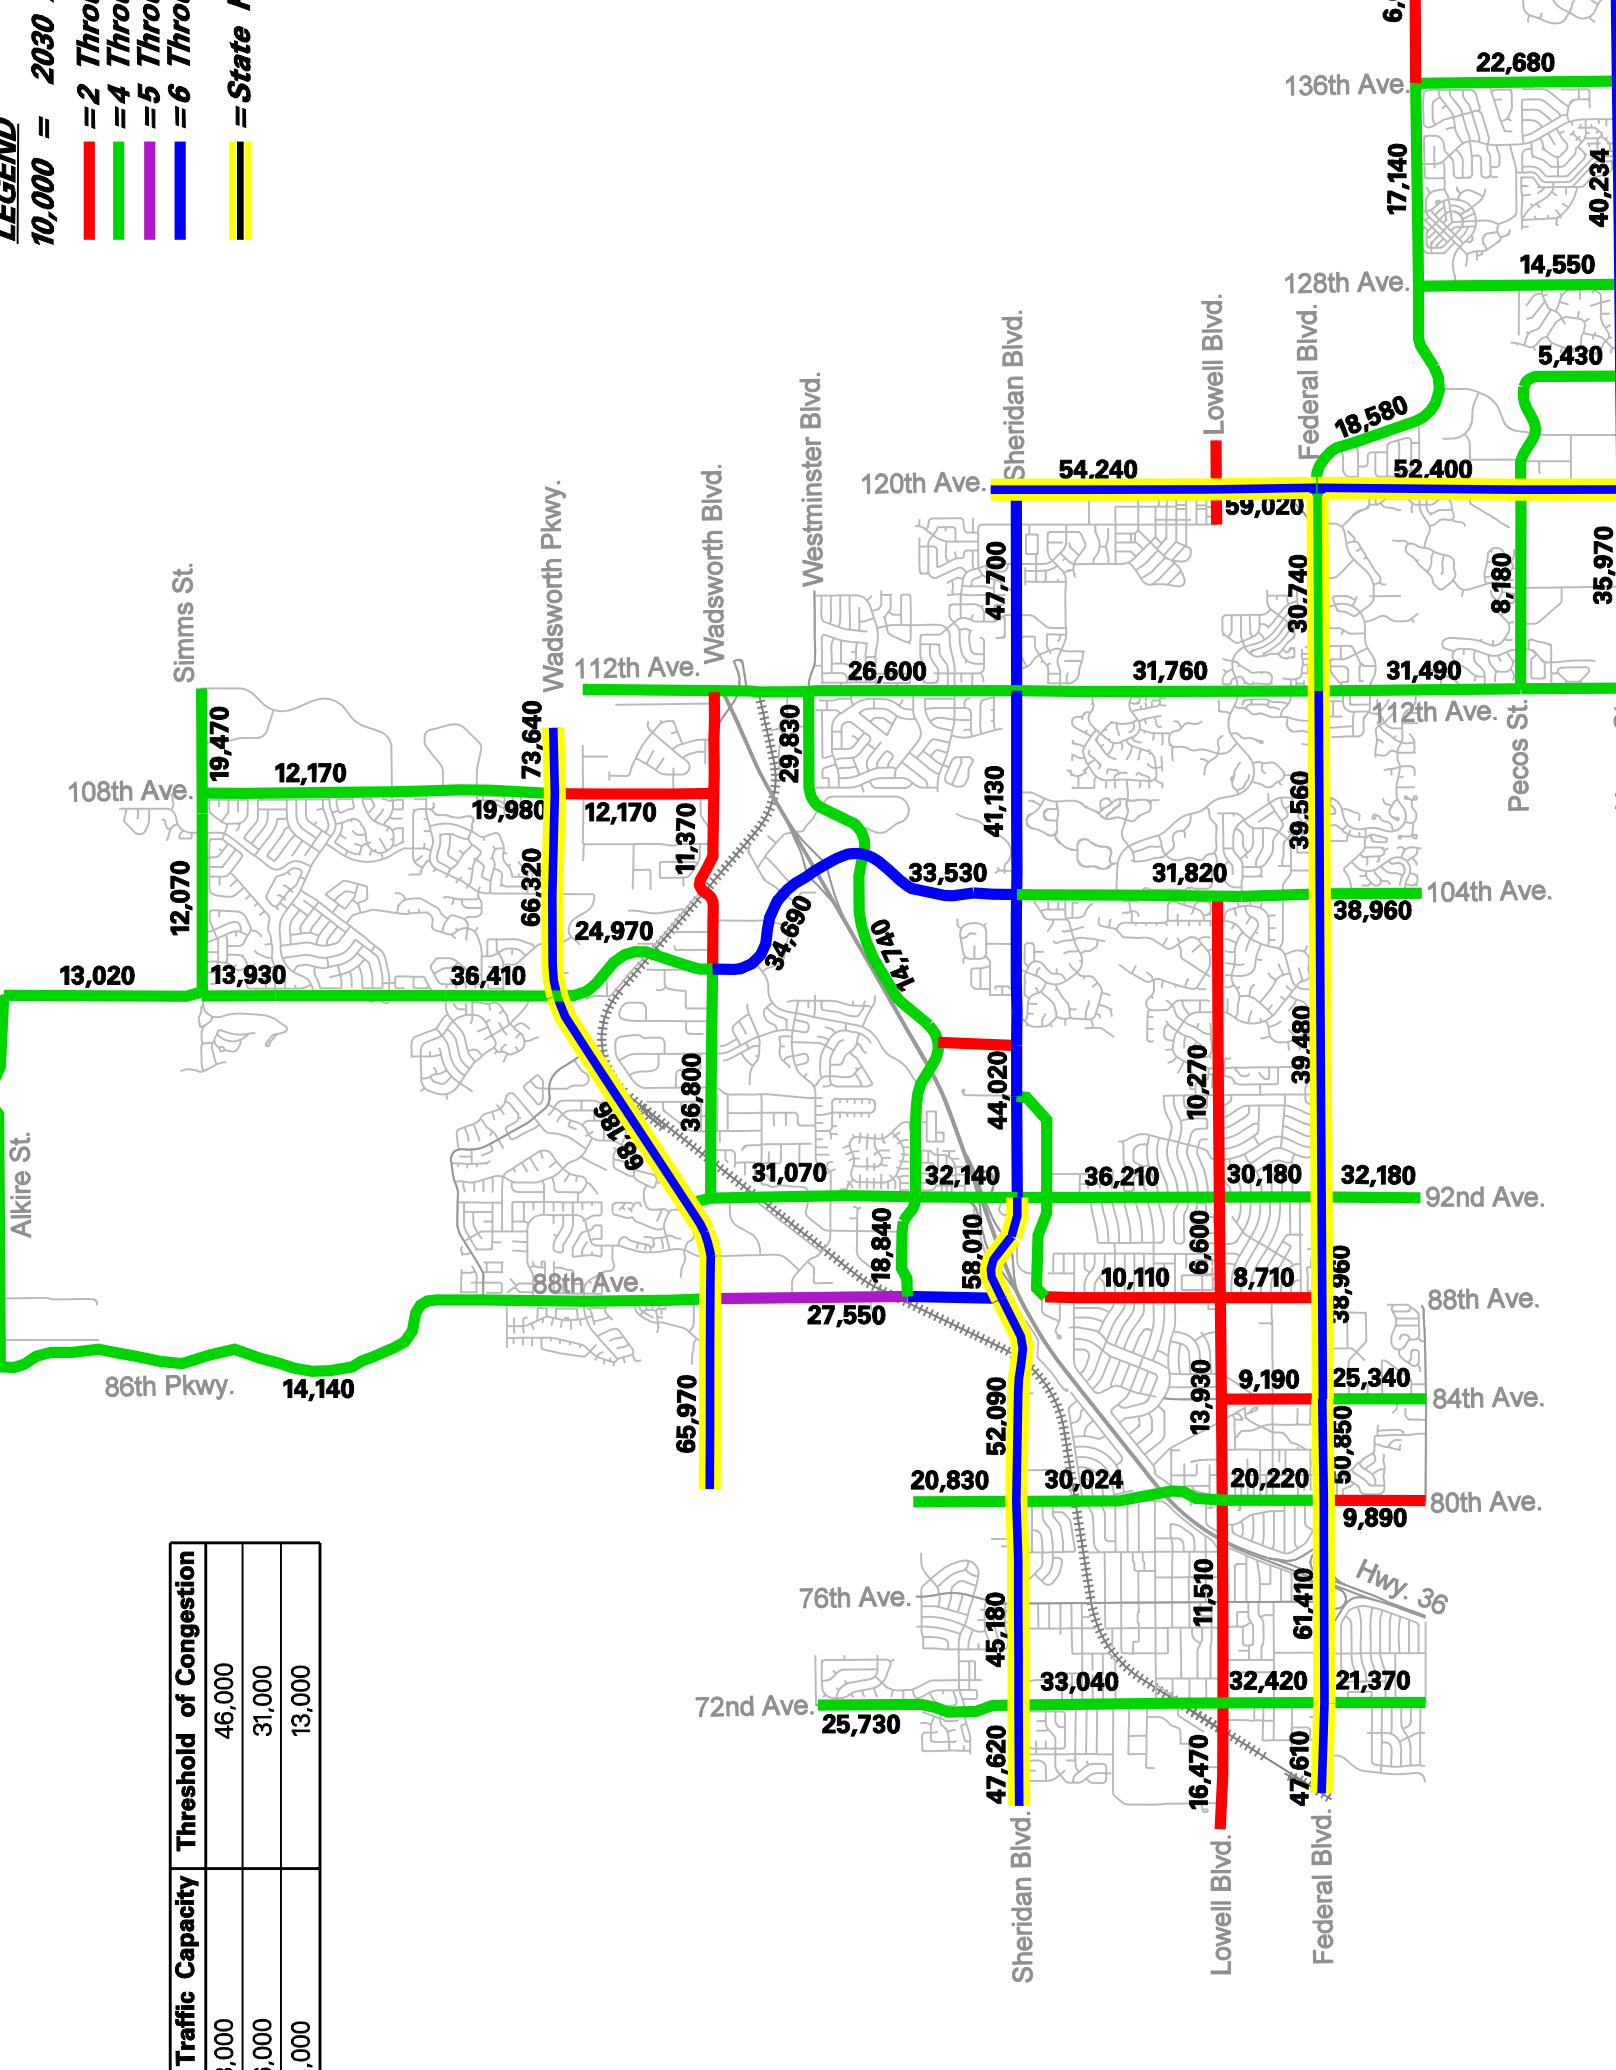 LEGEND
10,000 = 2030
=2 Throu
=4 Throu
=5 Throu
=6 Throu
=State
22,680
136th Ave.
17,140
40,234
14,550
128th Ave.
5,430
18,580
Sheridan Blvd.
Lowell Blvd.
Federal Blvd.
120th Ave.
54,240
52,400
59,020
Simms St.
Wadsworth Pkwy.
Wadsworth Blvd.
Westminster Blvd.
47,700
30,740
8,180
35,970
112th Ave.
26,600
31,760
31,490
112th Ave.
Pecos St.
19,470
73,640
29,830
108th Ave.
12,170
19,980
12,170
11,370
41,130
39,560
12,070
66,320
33,530
31,820
104th Ave.
38,960
24,970
34,690
14,740
13,020
13,930
36,410
36,800
44,020
10,270
39,480
68,186
Alkire St.
31,070
32,140
36,210
30,180
32,180
92nd Ave.
18,840
58,010
6,600
38,960
88th Ave.
27,550
10,110
8,710
88th Ave.
86th Pkwy.
14,140
65,970
52,090
13,930
9,190
25,340
84th Ave.
50,850
20,830
30,024
20,220
80th Ave.
9,890
76th Ave.
45,180
11,510
61,410
Hwy. 36
72nd Ave.
25,730
33,040
32,420
21,370
47,620
16,470
47,610
Sheridan Blvd.
Lowell Blvd.
Federal Blvd.
Traffic Capacity Threshold of Congestion
,000 46,000
,000 31,000
,000 13,000